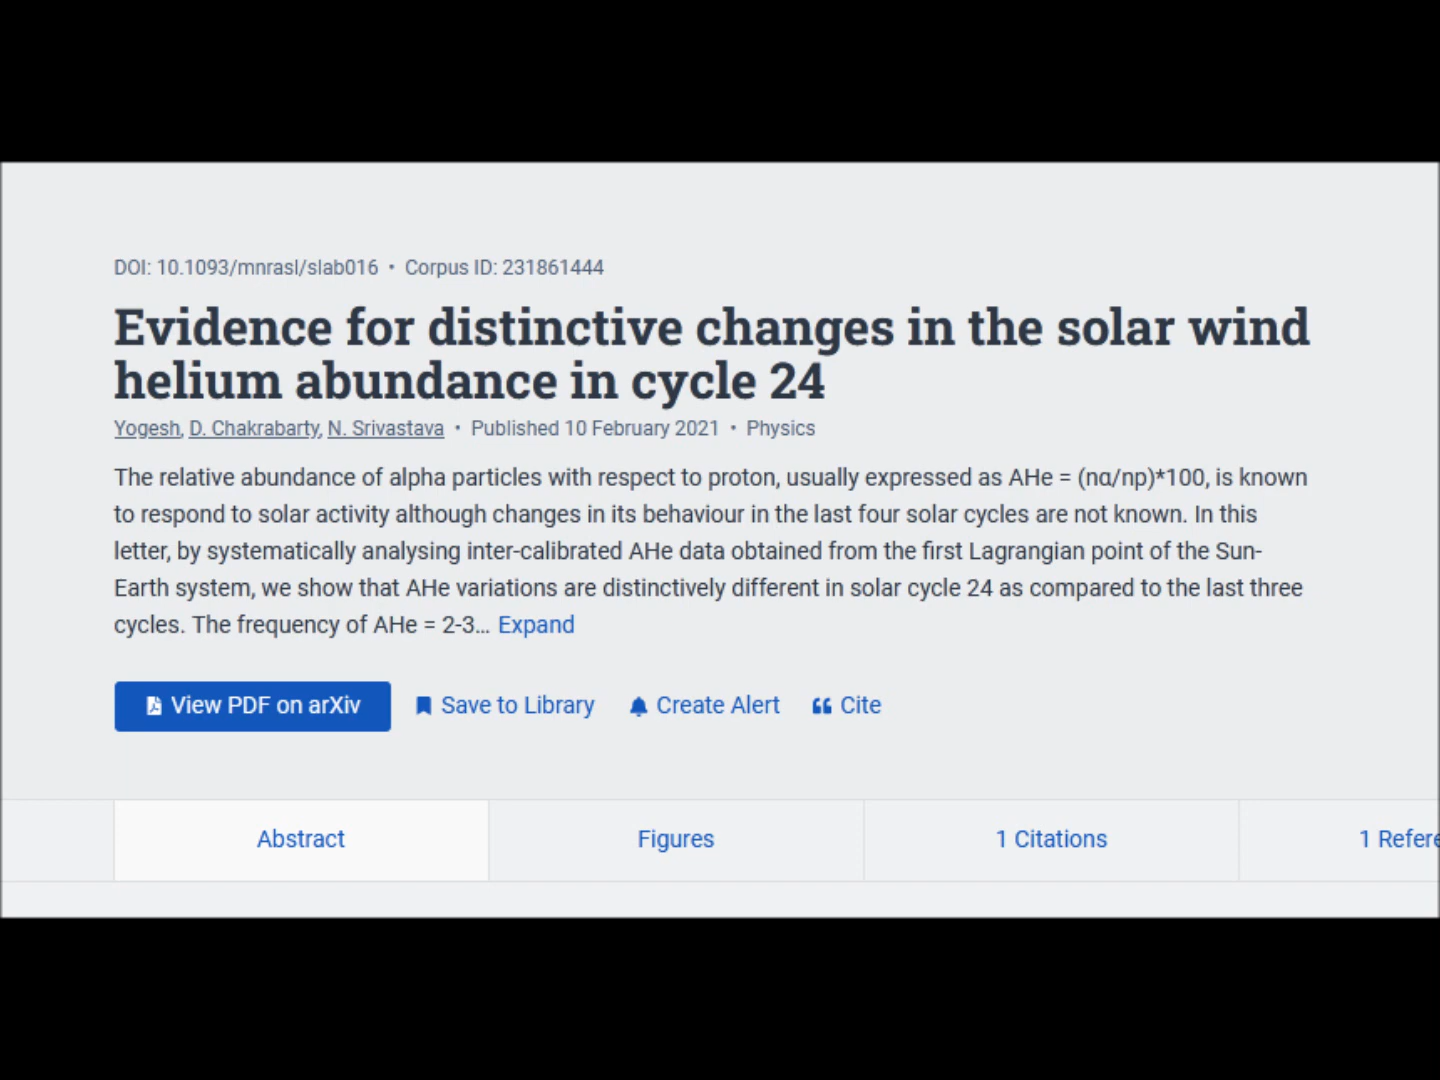 DOI: 10.1093/mnrasl/slab016 • Corpus ID: 231861444
Evidence for distinctive changes in the solar wind
helium abundance in cycle 24
Yogesh, D. Chakrabarty, N. Srivastava • Published 10 February 2021 • Physics
The relative abundance of alpha particles with respect to proton, usually expressed as AHe = (nα/np)*100, is known
to respond to solar activity although changes in its behaviour in the last four solar cycles are not known. In this
letter, by systematically analysing inter-calibrated AHe data obtained from the first Lagrangian point of the Sun-
Earth system, we show that AHe variations are distinctively different in solar cycle 24 as compared to the last three
cycles. The frequency of AHe = 2-3… Expand
View PDF on arXiv Save to Library Create Alert Cite
Abstract Figures 1 Citations 1 Refere